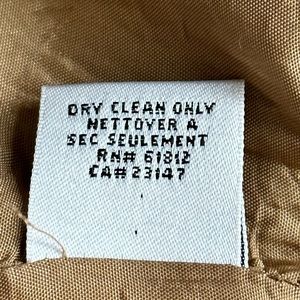 DRY CLEAN ONLY
NETTOYER A
SEC SEULEMENT
RN# 61812
CA# 23147